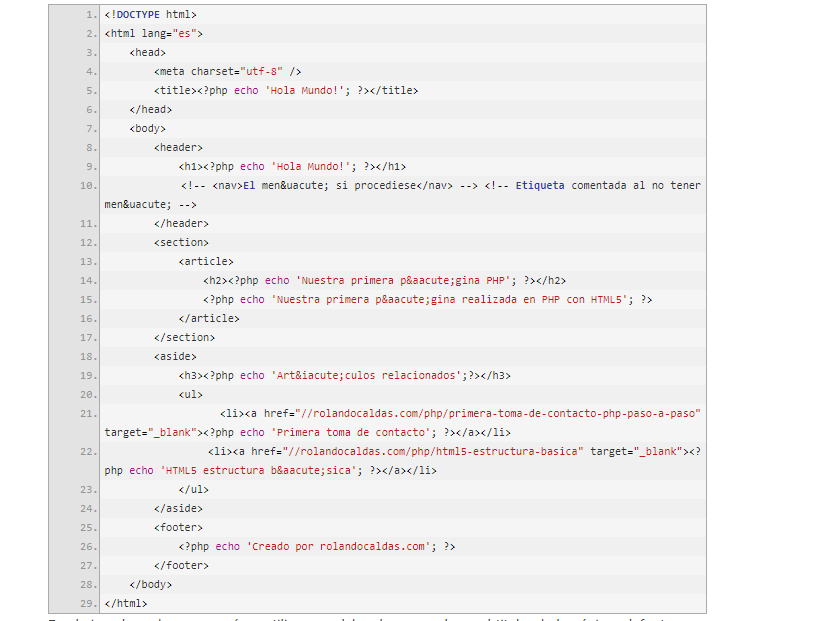 1. <!DOCTYPE html>
2. <html lang="es">
3. <head>
4. <meta charset="utf-8" />
5. <title><?php echo 'Hola Mundo!'; ?></title>
6. </head>
7. <body>
8. <header>
9. <h1><?php echo 'Hola Mundo!'; ?></h1>
10. <!-- <nav>El men&uacute; si procediese</nav> --> <!-- Etiqueta comentada al no tener
men&uacute; -->
11. </header>
12. <section>
13. <article>
14. <h2><?php echo 'Nuestra primera p&aacute;gina PHP'; ?></h2>
15. <?php echo 'Nuestra primera p&aacute;gina realizada en PHP con HTML5'; ?>
16. </article>
17. </section>
18. <aside>
19. <h3><?php echo 'Art&iacute;culos relacionados';?></h3>
20. <ul>
21. <li><a href="//rolandocaldas.com/php/primera-toma-de-contacto-php-paso-a-paso"
target="_blank"><?php echo 'Primera toma de contacto'; ?></a></li>
22. <li><a href="//rolandocaldas.com/php/html5-estructura-basica" target="_blank"><?
php echo 'HTML5 estructura b&aacute;sica'; ?></a></li>
23. </ul>
24. </aside>
25. <footer>
26. <?php echo 'Creado por rolandocaldas.com'; ?>
27. </footer>
28. </body>
29. </html>